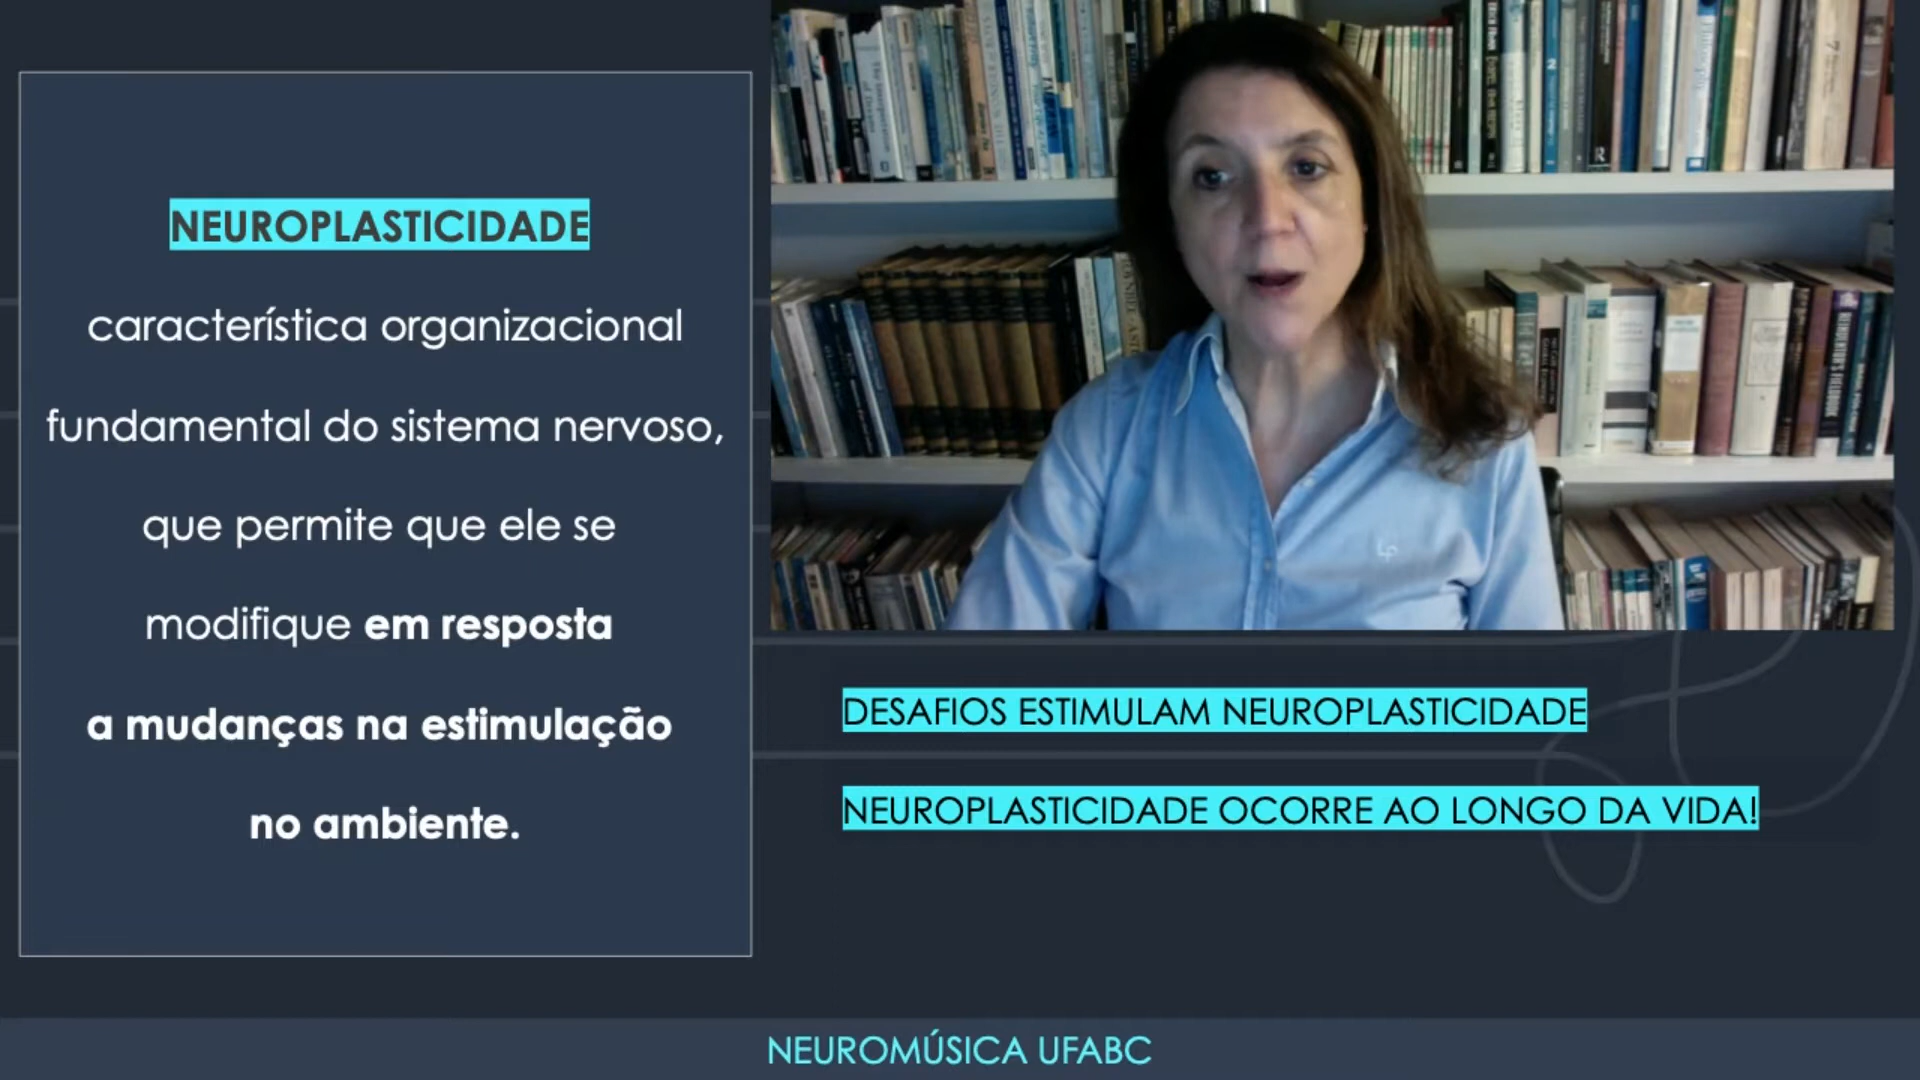 NEUROPLASTICIDADE
característica organizacional
fundamental do sistema nervoso,
que permite que ele se
modifique em resposta
a mudanças na estimulação
no ambiente.
DESAFIOS ESTIMULAM NEUROPLASTICIDADE
NEUROPLASTICIDADE OCORRE AO LONGO DA VIDA!
NEUROMÚSICA UFABC